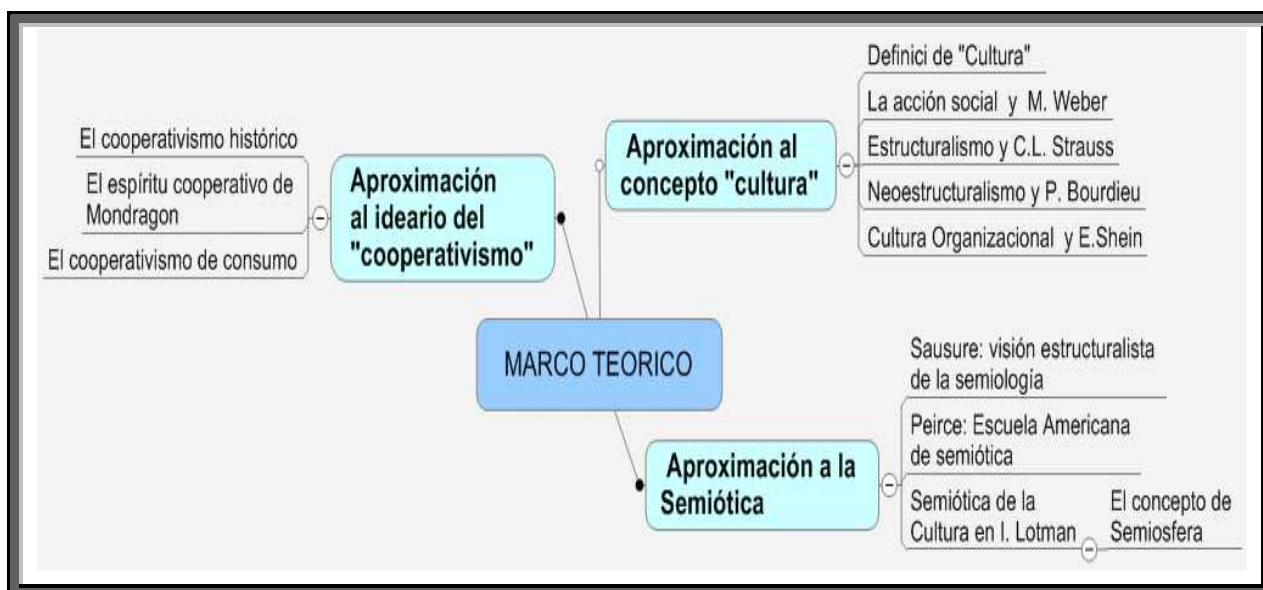 El cooperativismo histórico
El espíritu cooperativo de
Mondragon
El cooperativismo de consumo
Aproximación
al ideario del
"cooperativismo"
MARCO TEORICO
Aproximación al
concepto "cultura"
Definici de "Cultura"
La acción social y M. Weber
Estructuralismo y C.L. Strauss
Neoestructuralismo y P. Bourdieu
Cultura Organizacional y E.Shein
Aproximación a la
Semiótica
Sausure: visión estructuralista
de la semiología
Peirce: Escuela Americana
de semiótica
Semiótica de la
Cultura en I. Lotman
El concepto de
Semiosfera